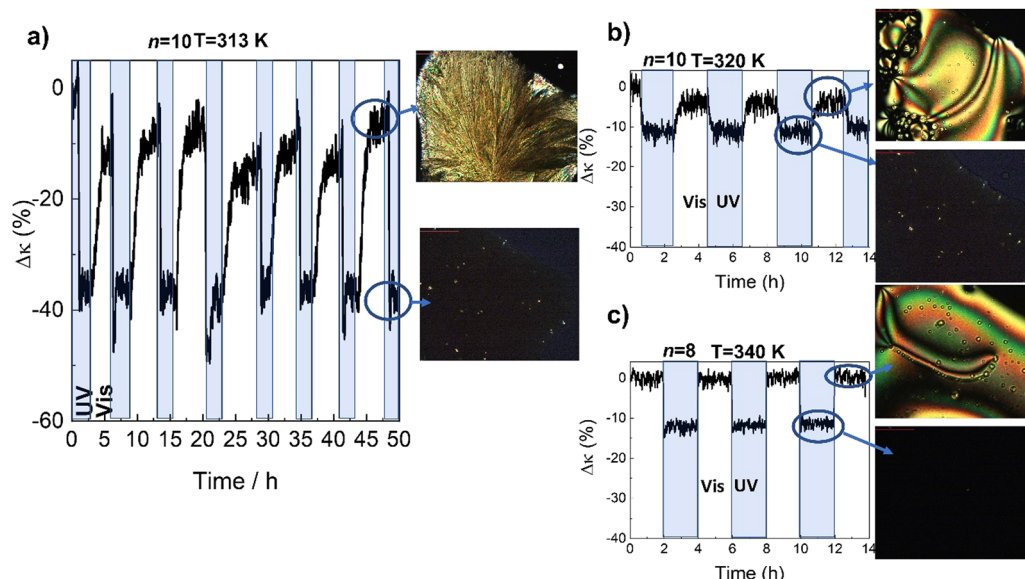 a)
n=10 T=313 K
0
-20
-40
-60
Δκ (%)
UV
Vis
0 5 10 15 20 25 30 35 40 45 50
Time / h
b)
n=10 T=320 K
0
-10
-20
-30
-40
Δκ (%)
Vis UV
0 2 4 6 8 10 12 14
Time (h)
c)
n=8 T=340 K
0
-10
-20
-30
-40
Δκ (%)
Vis UV
0 2 4 6 8 10 12 14
Time (h)